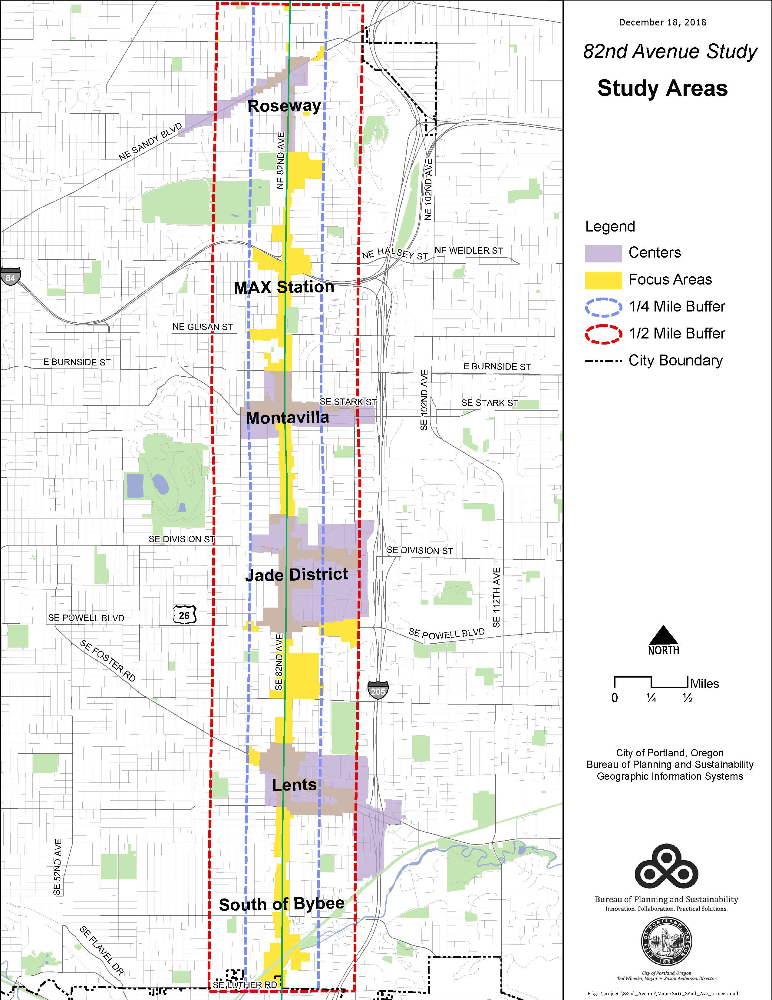 December 18, 2018
82nd Avenue Study
Study Areas
Roseway
NE SANDY BLVD
NE 82ND AVE
NE 102ND AVE
Legend
Centers
Focus Areas
1/4 Mile Buffer
1/2 Mile Buffer
City Boundary
NE HALSEY ST
NE WEIDLER ST
84
MAX Station
NE GLISAN ST
E BURNSIDE ST
E BURNSIDE ST
SE STARK ST
SE STARK ST
SE 102ND AVE
Montavilla
SE DIVISION ST
SE DIVISION ST
Jade District
SE 112TH AVE
26
SE POWELL BLVD
SE POWELL BLVD
SE FOSTER RD
SE 82ND AVE
205
NORTH
Miles
0 ¼ ½
City of Portland, Oregon
Bureau of Planning and Sustainability
Geographic Information Systems
Lents
SE 52ND AVE
South of Bybee
SE FLAVEL DR
SE LUTHER RD
Bureau of Planning and Sustainability
Innovation. Collaboration. Practical Solutions.
CITY OF PORTLAND, OREGON
1851
City of Portland, Oregon
Ted Wheeler, Mayor • Susan Anderson, Director
E:\gis\projects\82nd_Avenue\Maps\8x11_82nd_Ave_project.mxd